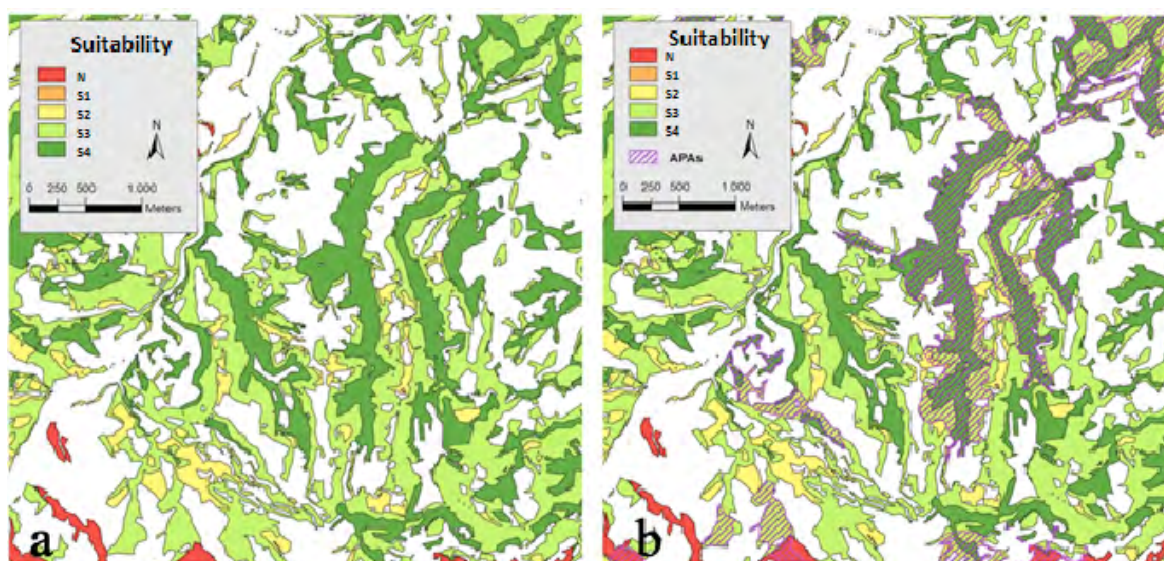 Suitability
N
S1
S2
S3
S4
N
0 250 500 1.000
Meters
a
Suitability
N
S1
S2
S3
S4
APAs
N
0 250 500 1.000
Meters
b